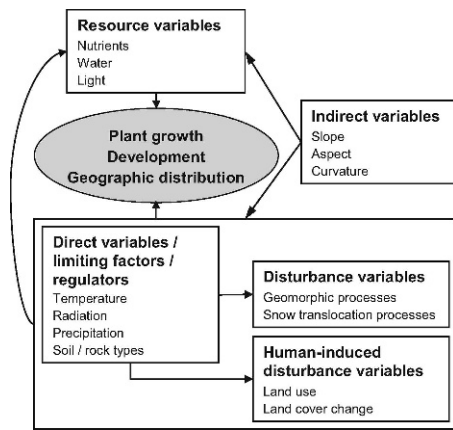 Resource variables
Nutrients
Water
Light
Plant growth
Development
Geographic distribution
Indirect variables
Slope
Aspect
Curvature
Direct variables /
limiting factors /
regulators
Temperature
Radiation
Precipitation
Soil / rock types
Disturbance variables
Geomorphic processes
Snow translocation processes
Human-induced
disturbance variables
Land use
Land cover change